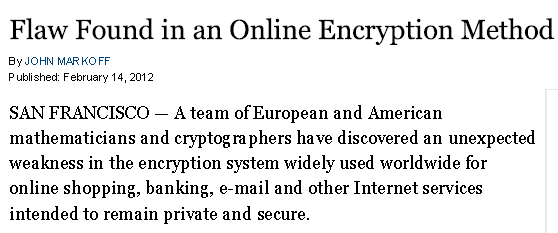 Flaw Found in an Online Encryption Method
By JOHN MARKOFF
Published: February 14, 2012
SAN FRANCISCO — A team of European and American
mathematicians and cryptographers have discovered an unexpected
weakness in the encryption system widely used worldwide for
online shopping, banking, e-mail and other Internet services
intended to remain private and secure.